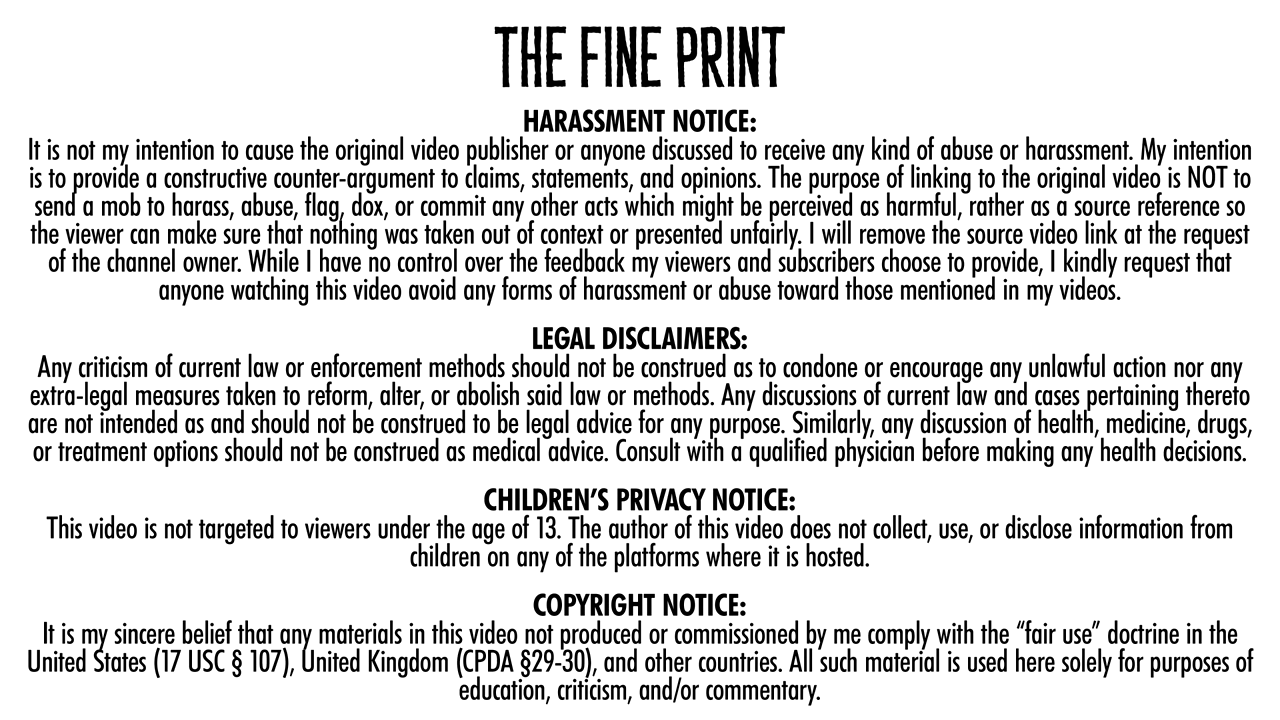 THE FINE PRINT
HARASSMENT NOTICE:
It is not my intention to cause the original video publisher or anyone discussed to receive any kind of abuse or harassment. My intention
is to provide a constructive counter-argument to claims, statements, and opinions. The purpose of linking to the original video is NOT to
send a mob to harass, abuse, flag, dox, or commit any other acts which might be perceived as harmful, rather as a source reference so
the viewer can make sure that nothing was taken out of context or presented unfairly. I will remove the source video link at the request
of the channel owner. While I have no control over the feedback my viewers and subscribers choose to provide, I kindly request that
anyone watching this video avoid any forms of harassment or abuse toward those mentioned in my videos.
LEGAL DISCLAIMERS:
Any criticism of current law or enforcement methods should not be construed as to condone or encourage any unlawful action nor any
extra-legal measures taken to reform, alter, or abolish said law or methods. Any discussions of current law and cases pertaining thereto
are not intended as and should not be construed to be legal advice for any purpose. Similarly, any discussion of health, medicine, drugs,
or treatment options should not be construed as medical advice. Consult with a qualified physician before making any health decisions.
CHILDREN'S PRIVACY NOTICE:
This video is not targeted to viewers under the age of 13. The author of this video does not collect, use, or disclose information from
children on any of the platforms where it is hosted.
COPYRIGHT NOTICE:
It is my sincere belief that any materials in this video not produced or commissioned by me comply with the “fair use” doctrine in the
United States (17 USC § 107), United Kingdom (CPDA §29-30), and other countries. All such material is used here solely for purposes of
education, criticism, and/or commentary.